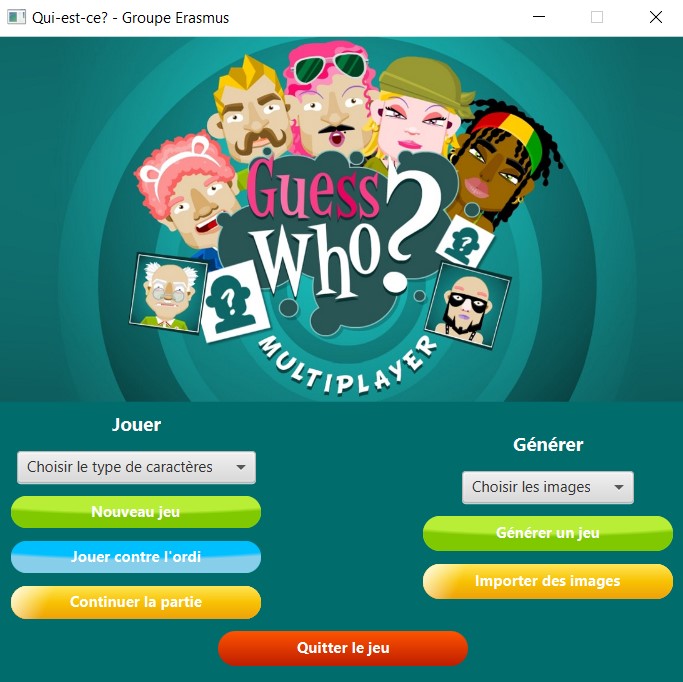 Qui-est-ce? - Groupe Erasmus
Guess
Who?
MULTIPLAYER
Jouer
Choisir le type de caractères
Nouveau jeu
Jouer contre l'ordi
Continuer la partie
Générer
Choisir les images
Générer un jeu
Importer des images
Quitter le jeu